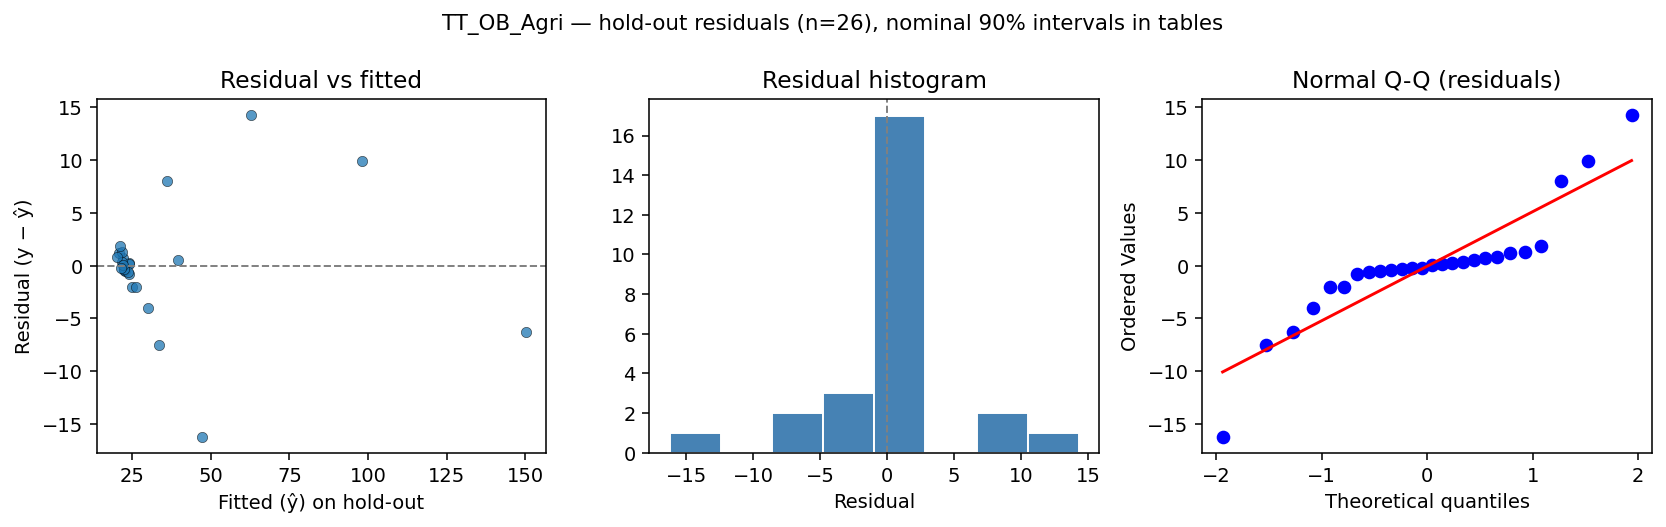 TT_OB_Agri — hold-out residuals (n=26), nominal 90% intervals in tables
Residual vs fitted
15
10
5
0
−5
−10
−15
Residual (y − ŷ)
25 50 75 100 125 150
Fitted (ŷ) on hold-out
Residual histogram
16
14
12
10
8
6
4
2
0
−15 −10 −5 0 5 10 15
Residual
Normal Q-Q (residuals)
15
10
5
0
−5
−10
−15
Ordered Values
−2 −1 0 1 2
Theoretical quantiles